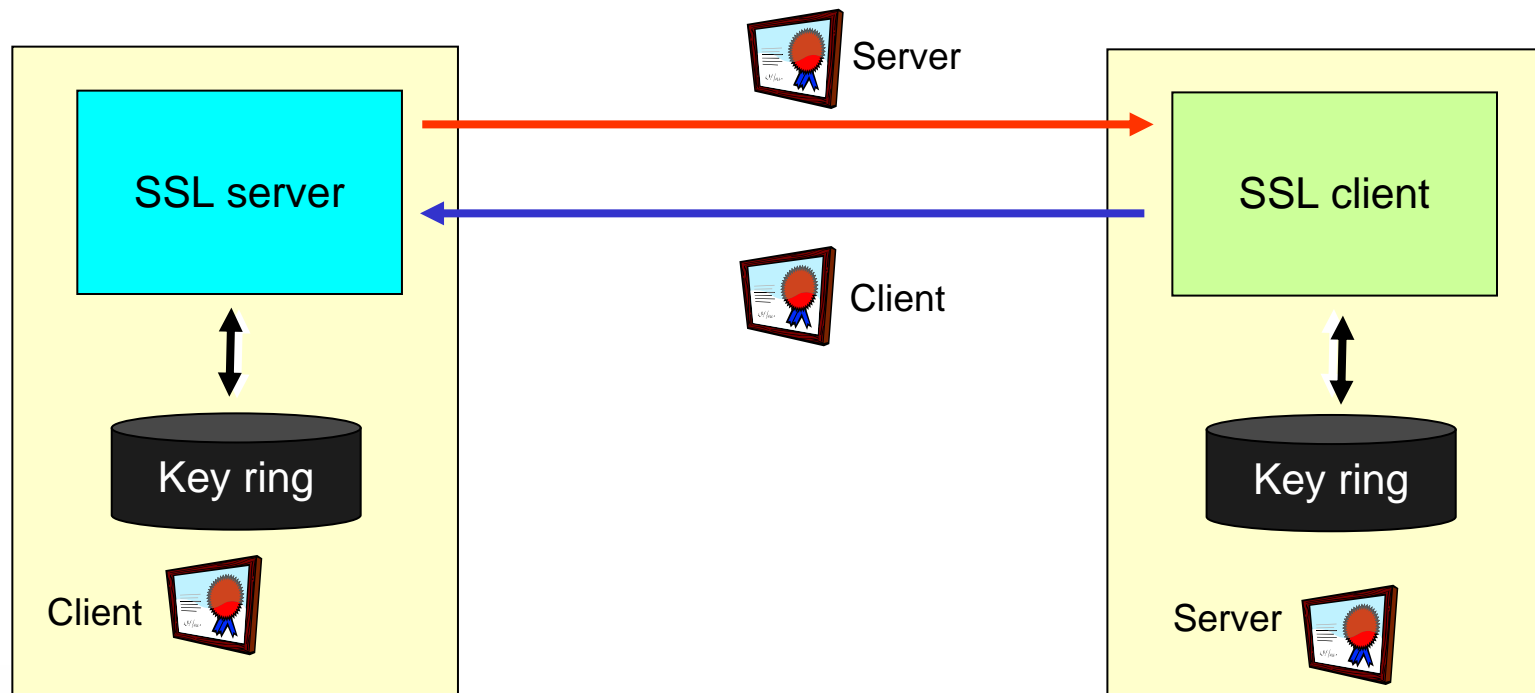 Server
SSL server
SSL client
Client
Key ring
Key ring
Client
Server